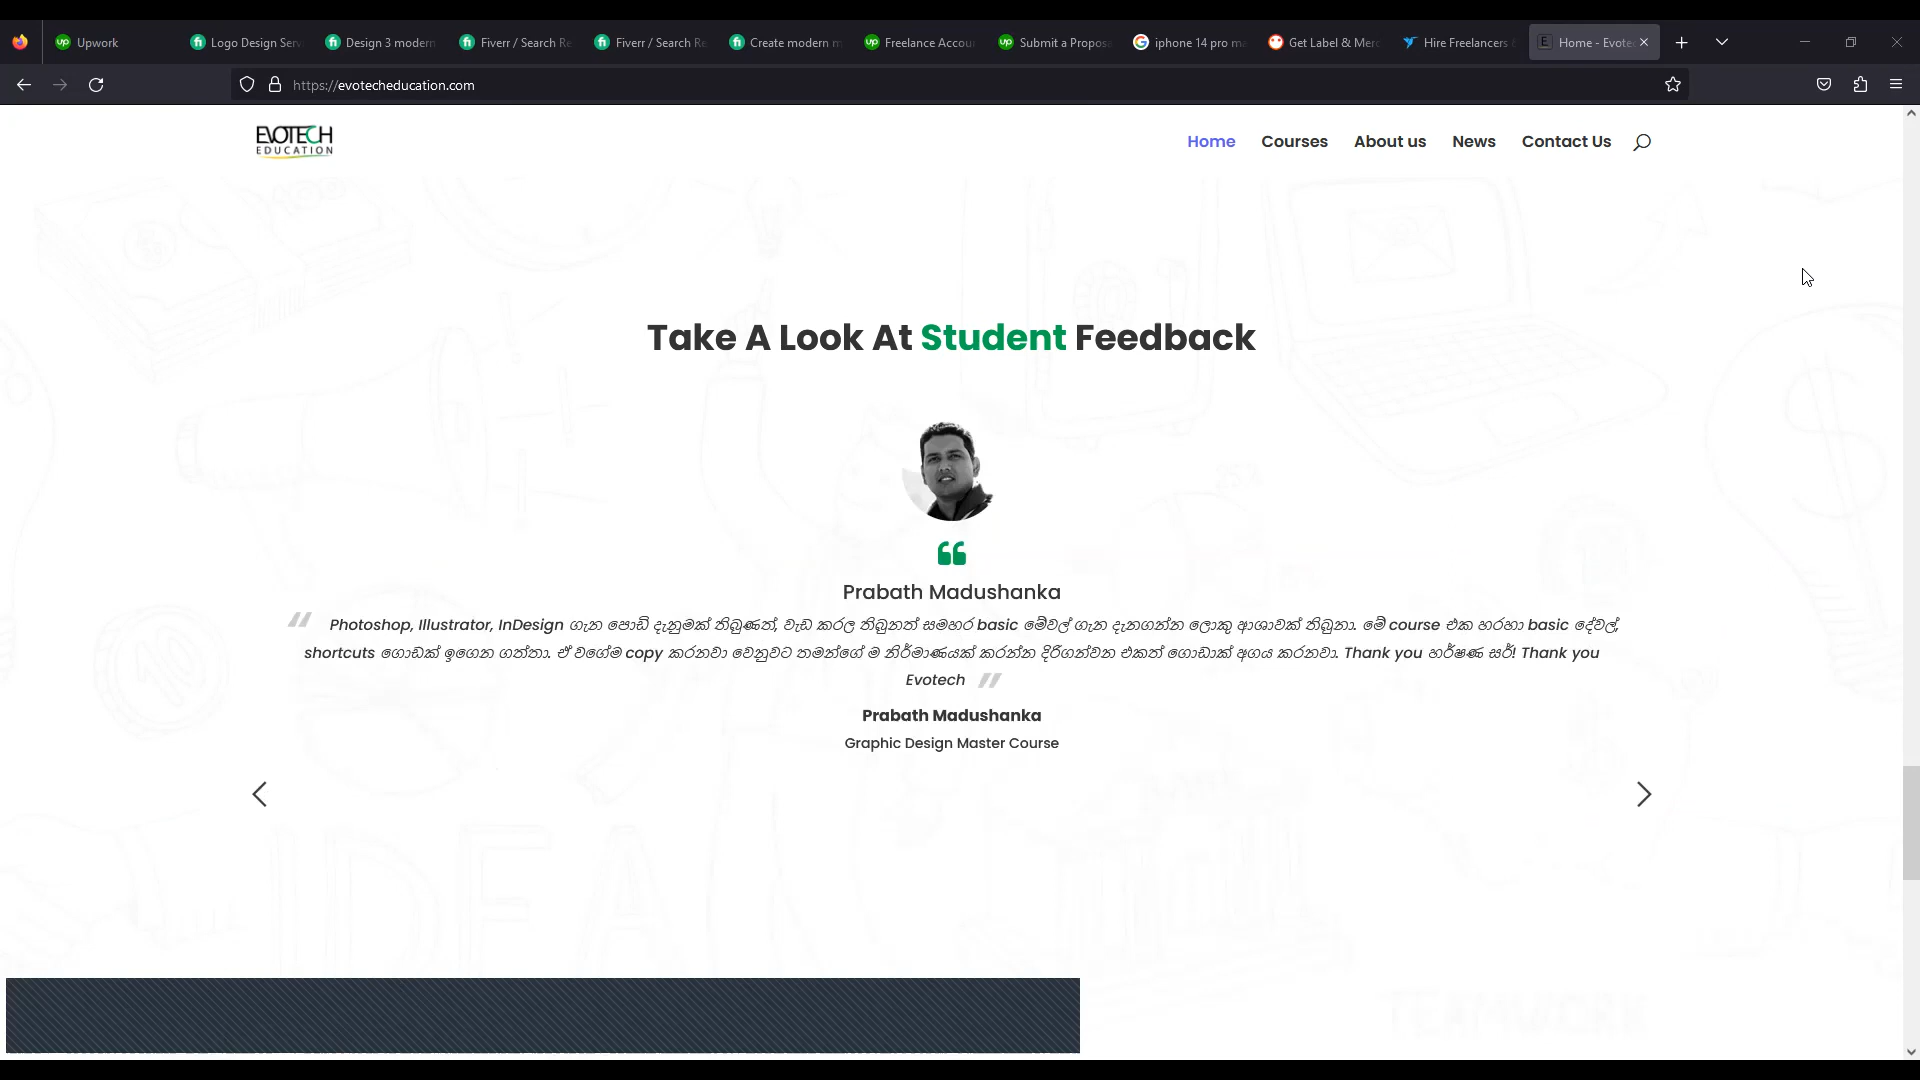 Upwork
Logo Design Serv
Design 3 modern
Fiverr / Search Re
Fiverr / Search Re
Create modern m
Freelance Accou
Submit a Proposa
iphone 14 pro ma
Get Label & Merc
Hire Freelancers
Home - Evotec
https://evotecheducation.com
EVOTECH
EDUCATION
Home
Courses
About us
News
Contact Us
Take A Look At Student Feedback
Prabath Madushanka
Photoshop, Illustrator, InDesign ගැන පොඩි දැනුමක් තිබුණත්, වැඩ කරල තිබුනත් සමහර basic මේවල් ගැන දැනගන්න ලොකු ආශාවක් තිබුනා. මේ course එක හරහා basic දේවල්,
shortcuts ගොඩක් ඉගෙන ගත්තා. ඒ වගේම copy කරනවා වෙනුවට තමන්ගේ ම නිර්මාණයක් කරන්න දිරිගන්වන එකත් ගොඩාක් අගය කරනවා. Thank you හර්ෂණ සර්! Thank you
Evotech
Prabath Madushanka
Graphic Design Master Course
IDEA
TEAMWORK